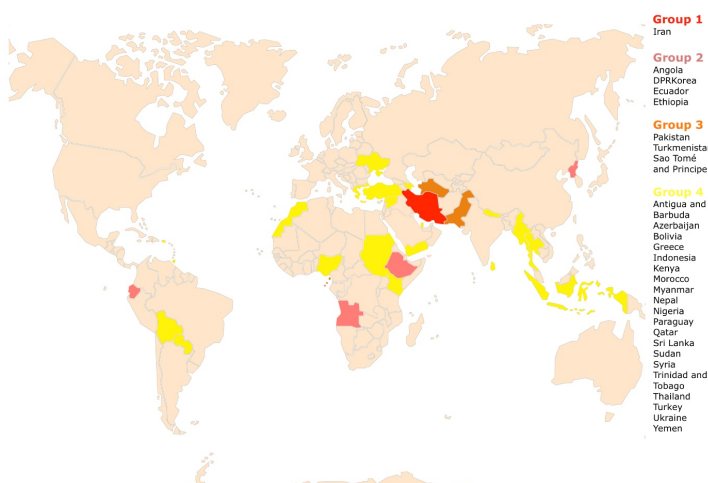 Group 1
Iran
Group 2
Angola
DPRKorea
Ecuador
Ethiopia
Group 3
Pakistan
Turkmenista
Sao Tomé
and Principe
Group 4
Antigua and
Barbuda
Azerbaijan
Bolivia
Greece
Indonesia
Kenya
Morocco
Myanmar
Nepal
Nigeria
Paraguay
Qatar
Sri Lanka
Sudan
Syria
Trinidad and
Tobago
Thailand
Turkey
Ukraine
Yemen